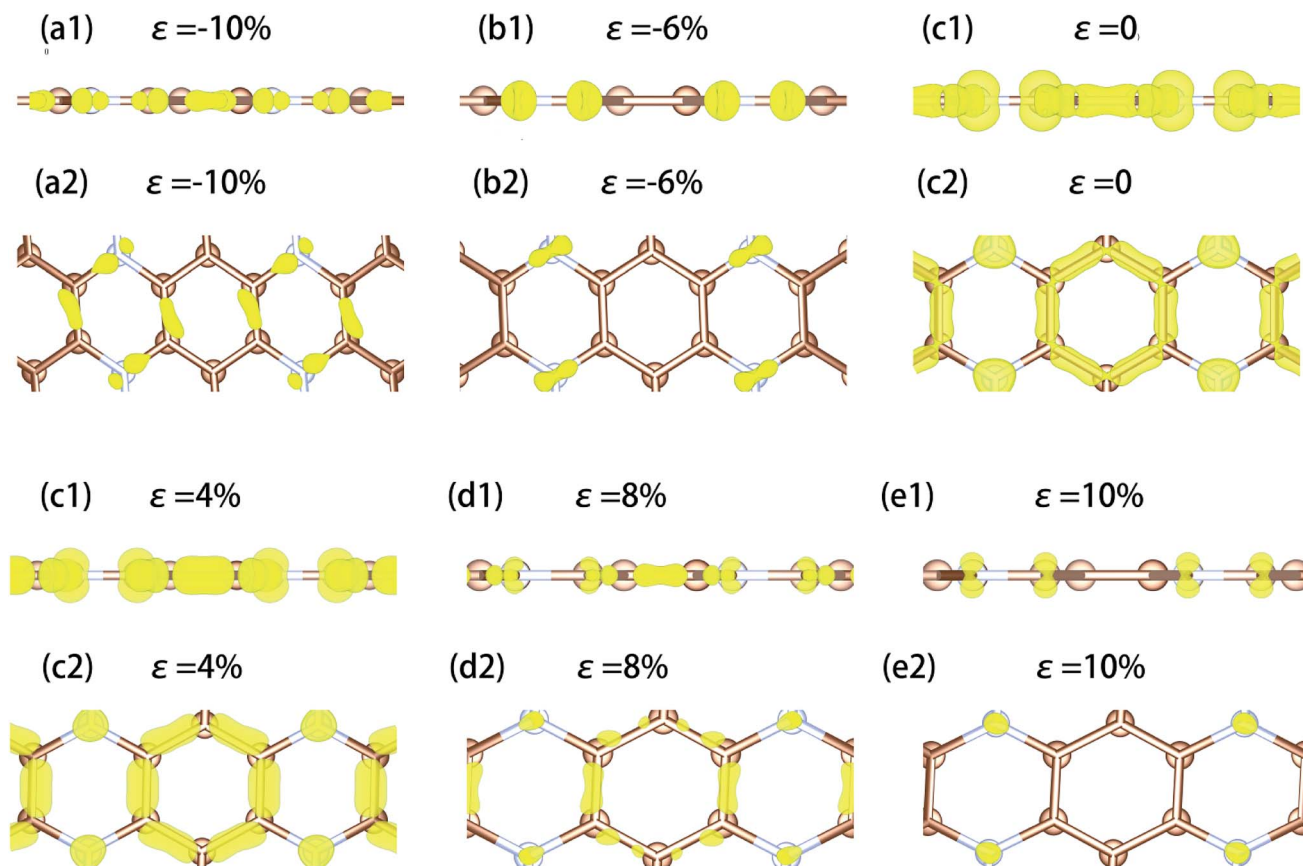 (a1) ε=-10%
(b1) ε=-6%
(c1) ε=0
(a2) ε=-10%
(b2) ε=-6%
(c2) ε=0
(c1) ε=4%
(d1) ε=8%
(e1) ε=10%
(c2) ε=4%
(d2) ε=8%
(e2) ε=10%